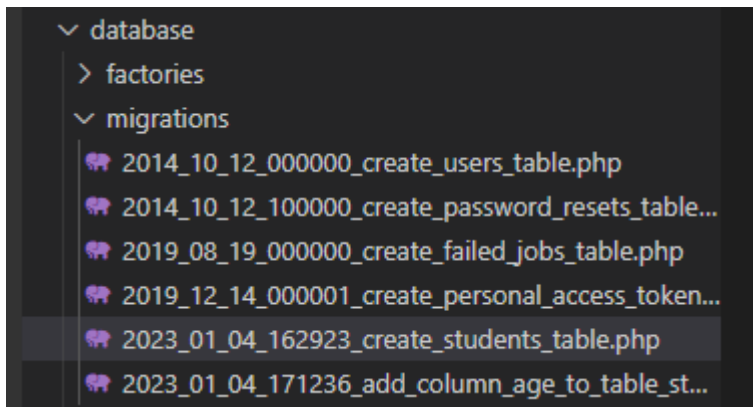 database
factories
migrations
2014_10_12_000000_create_users_table.php
2014_10_12_100000_create_password_resets_table...
2019_08_19_000000_create_failed_jobs_table.php
2019_12_14_000001_create_personal_access_token...
2023_01_04_162923_create_students_table.php
2023_01_04_171236_add_column_age_to_table_st...